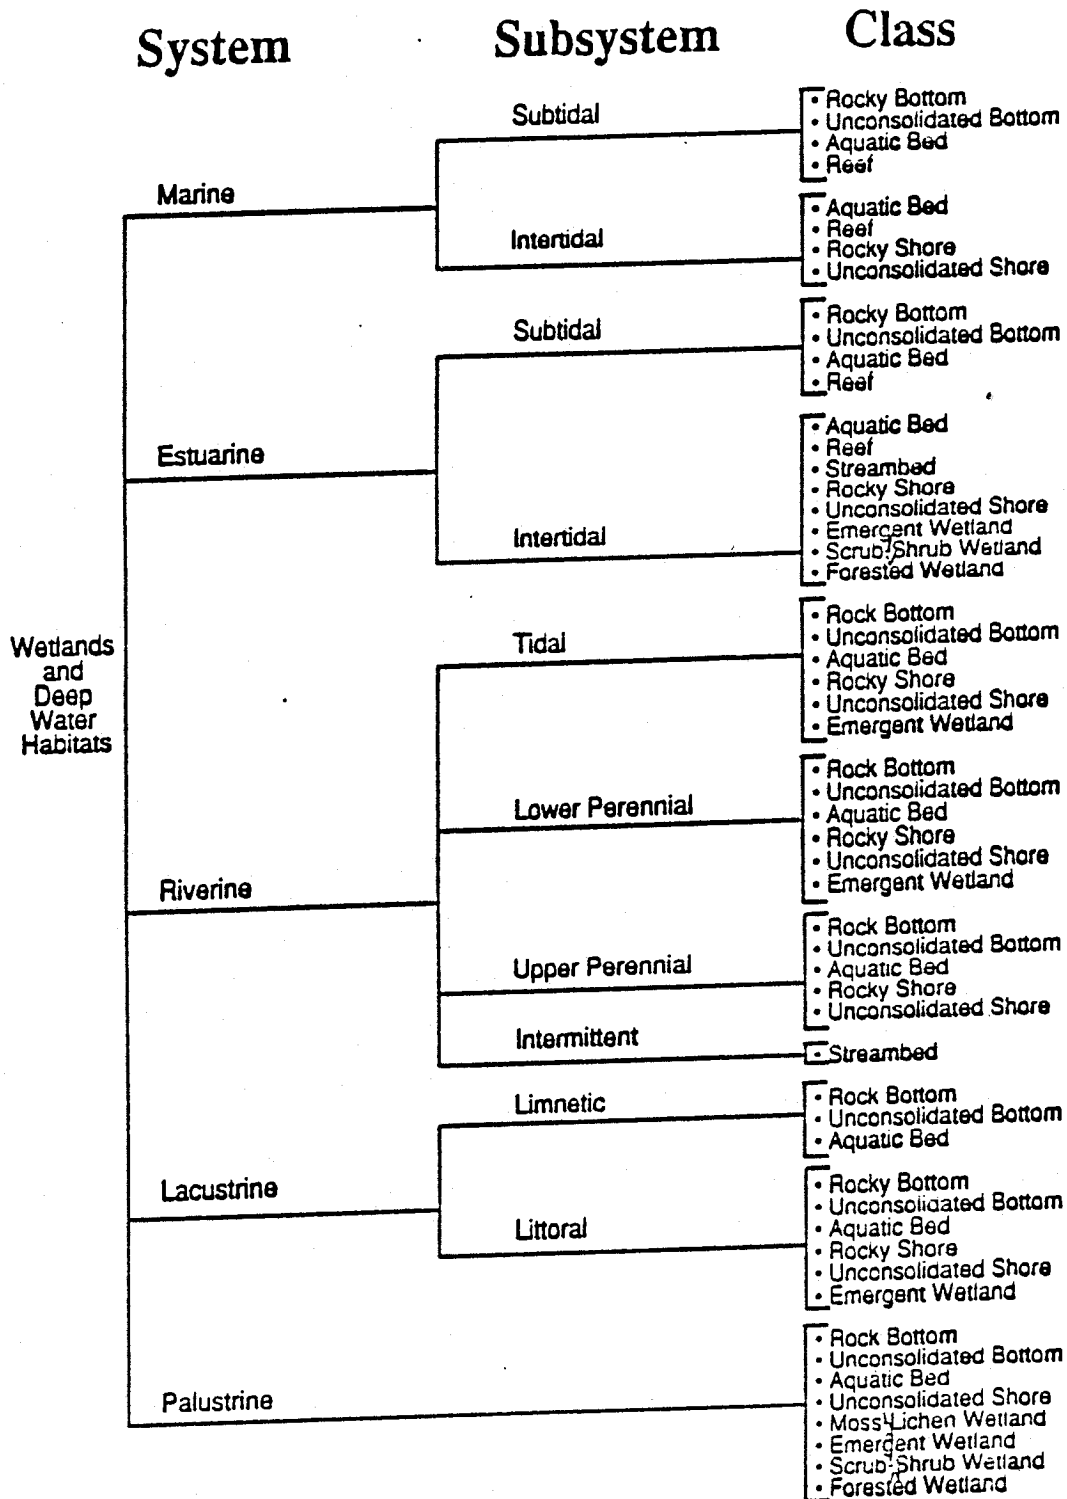 System Subsystem Class
Subtidal
• Rocky Bottom
• Unconsolidated Bottom
• Aquatic Bed
• Reef
Marine
Intertidal
• Aquatic Bed
• Reef
• Rocky Shore
• Unconsolidated Shore
Subtidal
• Rocky Bottom
• Unconsolidated Bottom
• Aquatic Bed
• Reef
Estuarine
Intertidal
• Aquatic Bed
• Reef
• Streambed
• Rocky Shore
• Unconsolidated Shore
• Emergent Wetland
• Scrub-Shrub Wetland
• Forested Wetland
Wetlands
and
Deep
Water
Habitats
Tidal
• Rock Bottom
• Unconsolidated Bottom
• Aquatic Bed
• Rocky Shore
• Unconsolidated Shore
• Emergent Wetland
Lower Perennial
• Rock Bottom
• Unconsolidated Bottom
• Aquatic Bed
• Rocky Shore
• Unconsolidated Shore
• Emergent Wetland
Riverine
Upper Perennial
• Rock Bottom
• Unconsolidated Bottom
• Aquatic Bed
• Rocky Shore
• Unconsolidated Shore
Intermittent
• Streambed
Limnetic
• Rock Bottom
• Unconsolidated Bottom
• Aquatic Bed
Lacustrine
Littoral
• Rocky Bottom
• Unconsolidated Bottom
• Aquatic Bed
• Rocky Shore
• Unconsolidated Shore
• Emergent Wetland
Palustrine
• Rock Bottom
• Unconsolidated Bottom
• Aquatic Bed
• Unconsolidated Shore
• Moss-Lichen Wetland
• Emergent Wetland
• Scrub-Shrub Wetland
• Forested Wetland